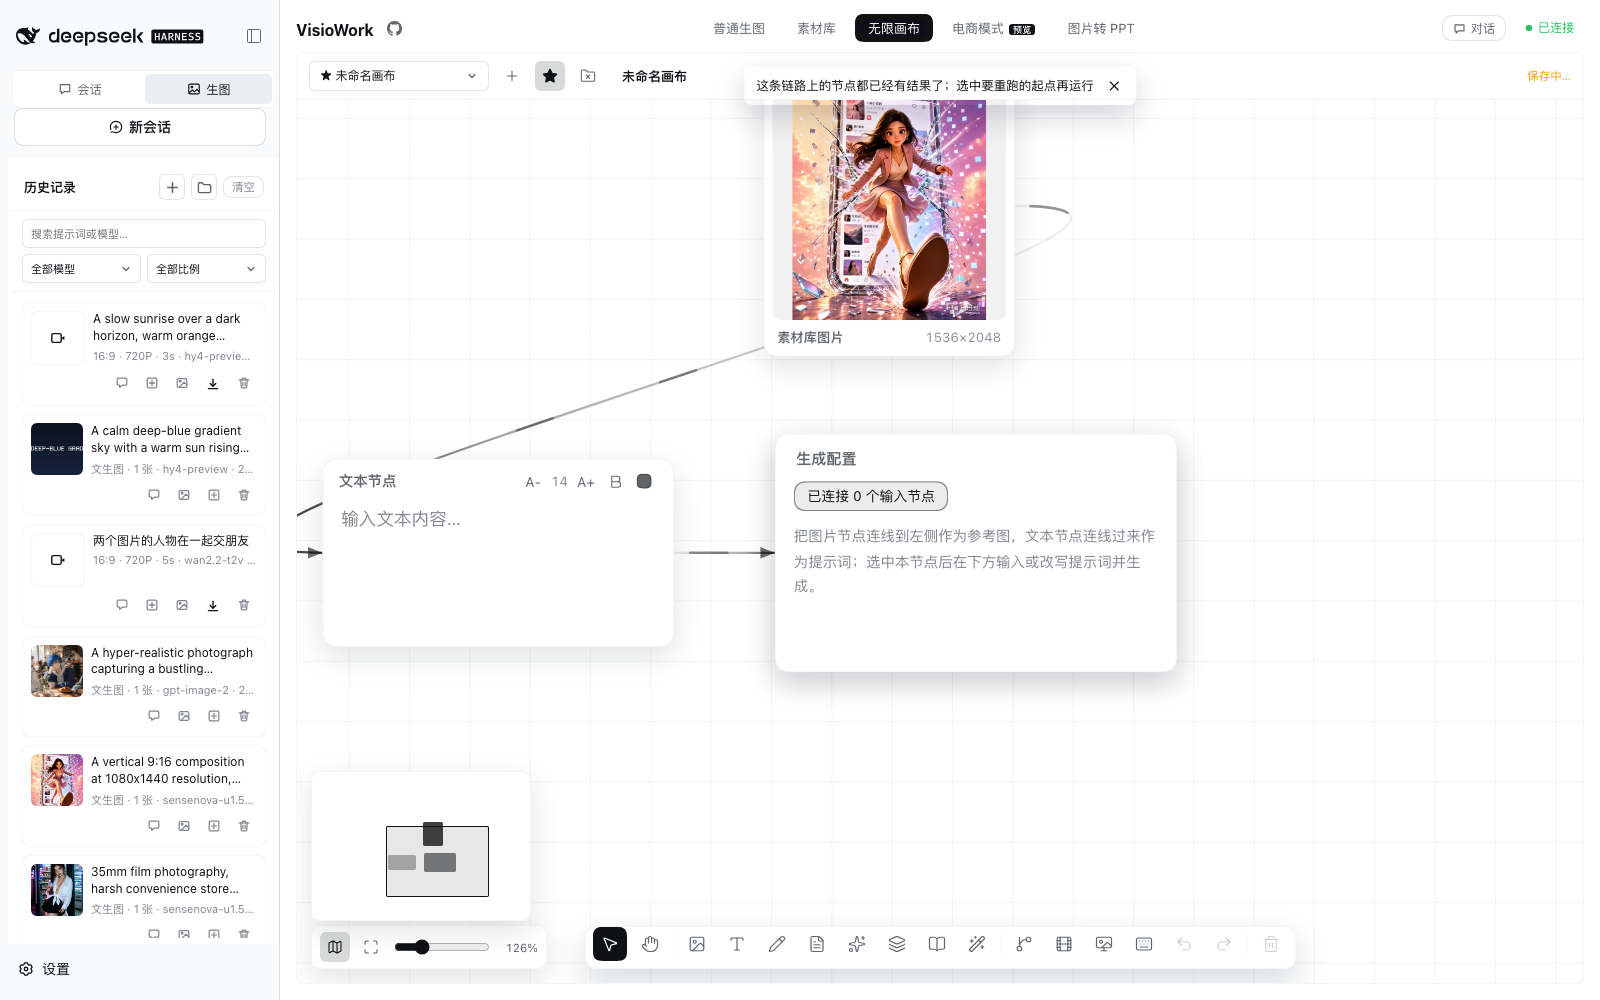 deepseek HARNESS
会话
生图
新会话
历史记录
清空
搜索提示词或模型...
全部模型
全部比例
A slow sunrise over a dark
horizon, warm orange...
16:9 · 720P · 3s · hy4-previe...
A calm deep-blue gradient
sky with a warm sun rising...
文生图 · 1 张 · hy4-preview · 2...
两个图片的人物在一起交朋友
16:9 · 720P · 5s · wan2.2-t2v ...
A hyper-realistic photograph
capturing a bustling...
文生图 · 1 张 · gpt-image-2 · 2...
A vertical 9:16 composition
at 1080x1440 resolution,...
文生图 · 1 张 · sensenova-u1.5...
35mm film photography,
harsh convenience store...
文生图 · 1 张 · sensenova-u1.5...
设置
VisioWork
普通生图
素材库
无限画布
电商模式 预览
图片转 PPT
对话
已连接
★ 未命名画布
未命名画布
这条链路上的节点都已经有结果了；选中要重跑的起点再运行
保存中...
素材库图片
1536×2048
文本节点
A- 14 A+ B
输入文本内容...
生成配置
已连接 0 个输入节点
把图片节点连线到左侧作为参考图，文本节点连线过来作
为提示词；选中本节点后在下方输入或改写提示词并生
成。
126%